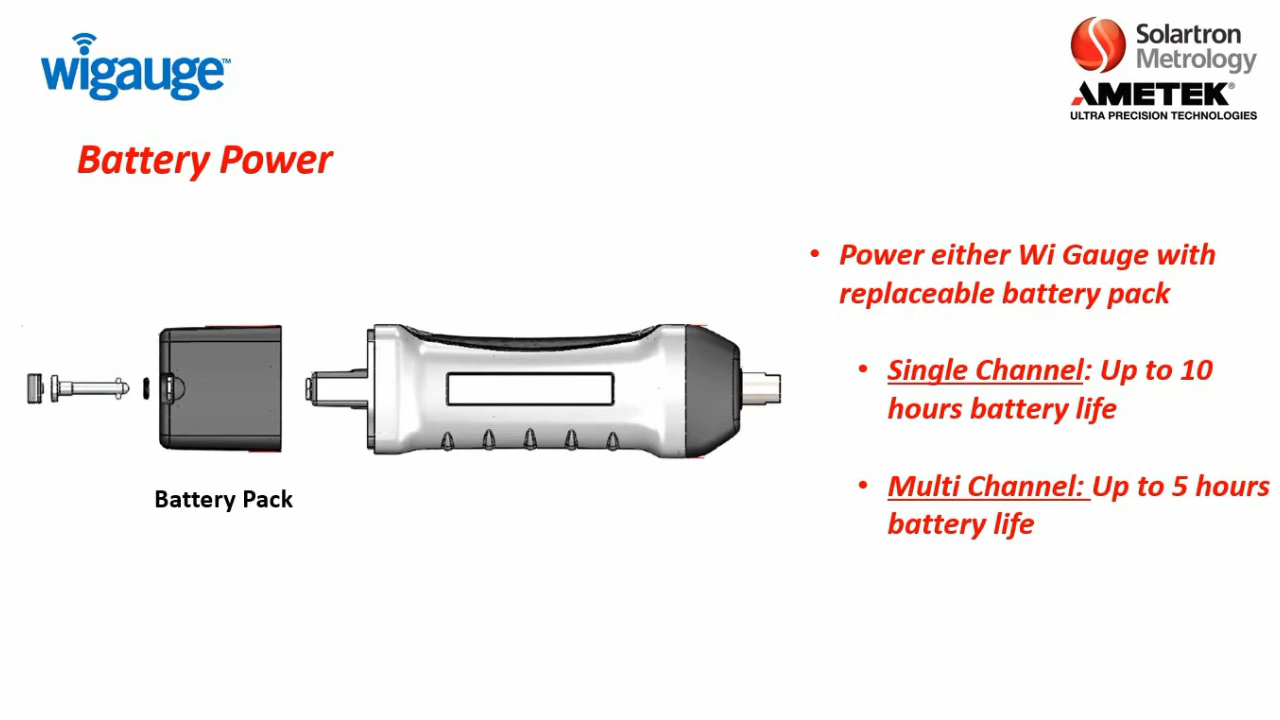 wigauge™
Solartron
Metrology
AMETEK®
ULTRA PRECISION TECHNOLOGIES
Battery Power
• Power either Wi Gauge with
replaceable battery pack
• Single Channel: Up to 10
hours battery life
• Multi Channel: Up to 5 hours
battery life
Battery Pack